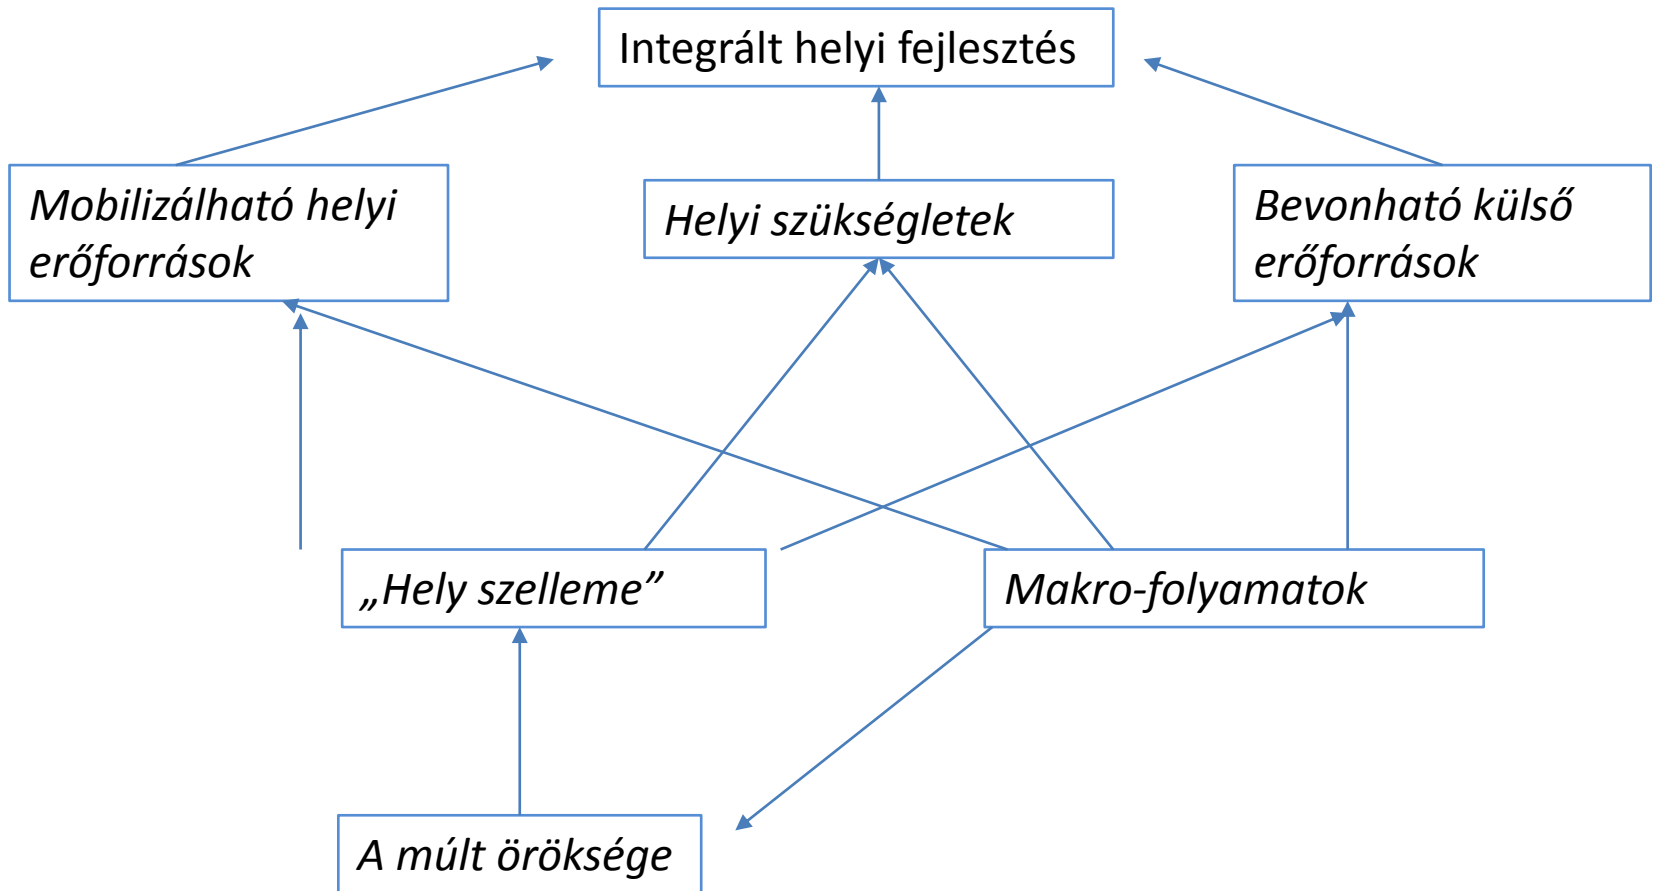 Integrált helyi fejlesztés
Mobilizálható helyi
erőforrások
Helyi szükségletek
Bevonható külső
erőforrások
„Hely szelleme”
Makro-folyamatok
A múlt öröksége